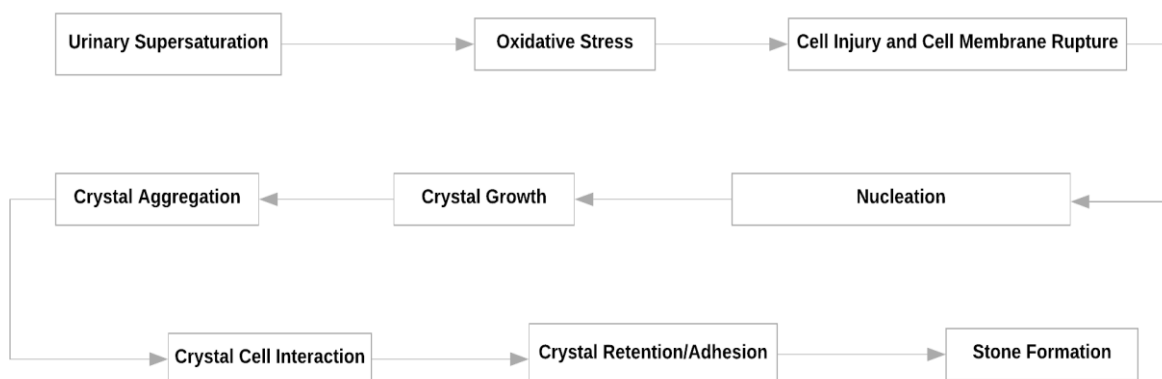 Urinary Supersaturation
Oxidative Stress
Cell Injury and Cell Membrane Rupture
Crystal Aggregation
Crystal Growth
Nucleation
Crystal Cell Interaction
Crystal Retention/Adhesion
Stone Formation